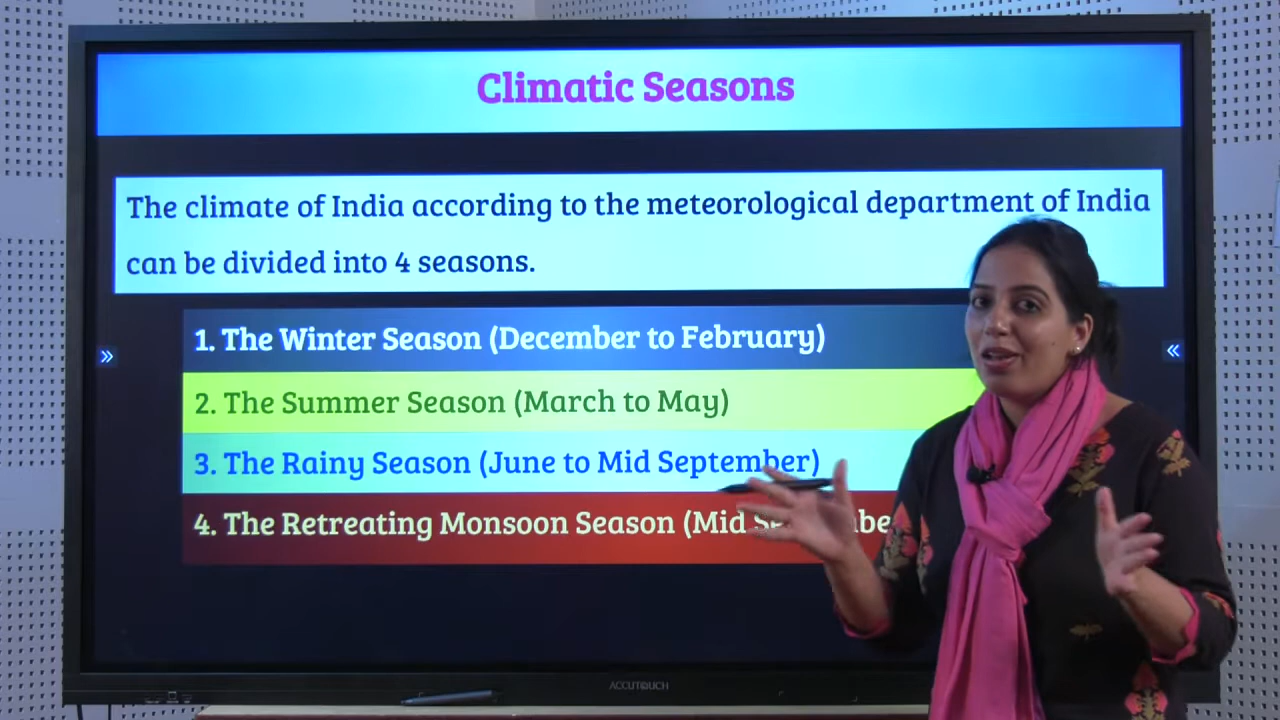 Climatic Seasons
The climate of India according to the meteorological department of India
can be divided into 4 seasons.
1. The Winter Season (December to February)
2. The Summer Season (March to May)
3. The Rainy Season (June to Mid September)
4. The Retreating Monsoon Season (Mid
ACCUTOUCH